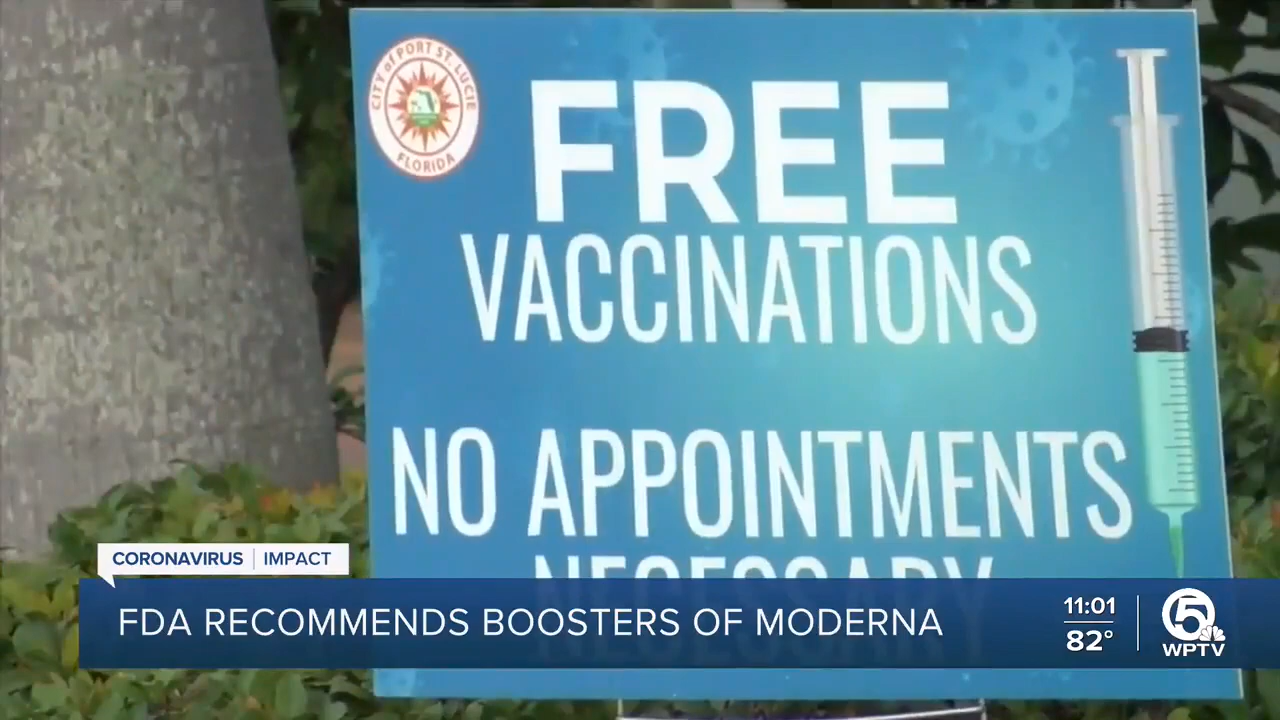 CITY of PORT ST. LUCIE
FLORIDA
FREE
VACCINATIONS
NO APPOINTMENTS
NECESSARY
CORONAVIRUS | IMPACT
FDA RECOMMENDS BOOSTERS OF MODERNA
11:01
82°
5
WPTV